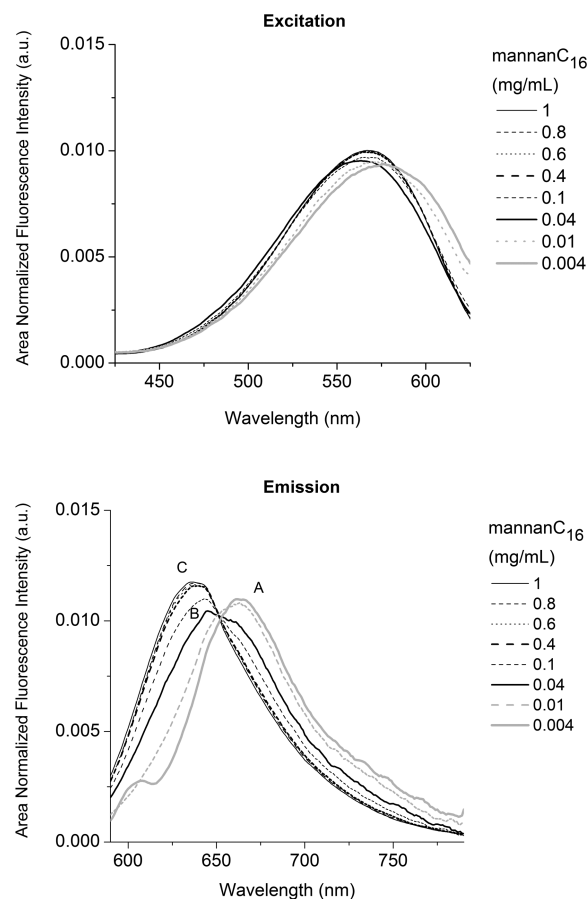 Excitation
Area Normalized Fluorescence Intensity (a.u.)
0.015
0.010
0.005
0.000
450
500
550
600
Wavelength (nm)
mannanC16
(mg/mL)
1
0.8
0.6
0.4
0.1
0.04
0.01
0.004
Emission
Area Normalized Fluorescence Intensity (a.u.)
0.015
0.010
0.005
0.000
C
B
A
600
650
700
750
Wavelength (nm)
mannanC16
(mg/mL)
1
0.8
0.6
0.4
0.1
0.04
0.01
0.004